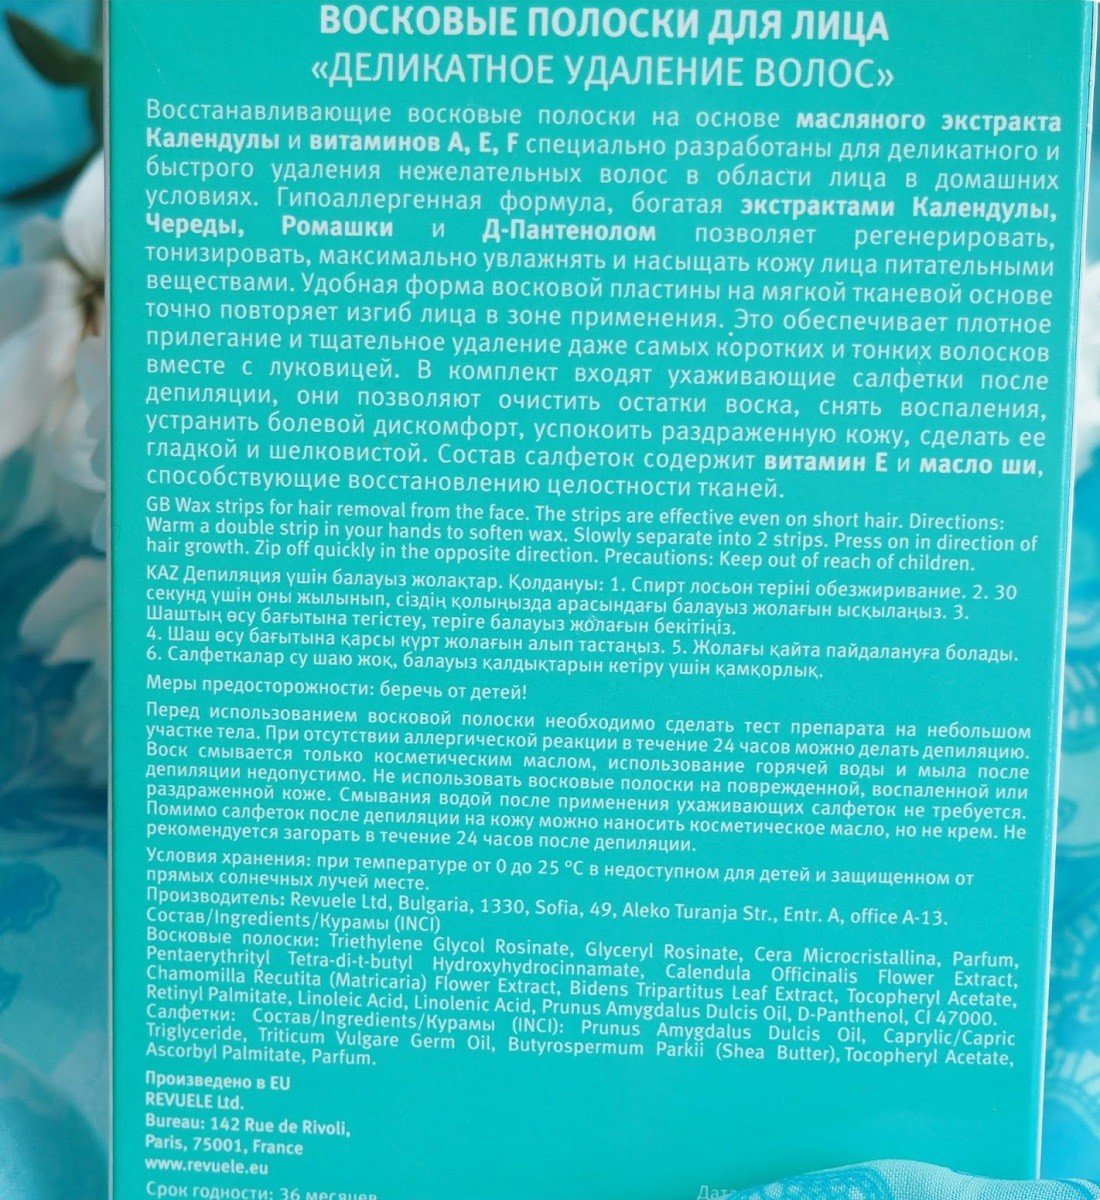 ВОСКОВЫЕ ПОЛОСКИ ДЛЯ ЛИЦА
«ДЕЛИКАТНОЕ УДАЛЕНИЕ ВОЛОС»
Восстанавливающие восковые полоски на основе масляного экстракта
Календулы и витаминов А, Е, F специально разработаны для деликатного и
быстрого удаления нежелательных волос в области лица в домашних
условиях. Гипоаллергенная формула, богатая экстрактами Календулы,
Череды, Ромашки и Д-Пантенолом позволяет регенерировать,
тонизировать, максимально увлажнять и насыщать кожу лица питательными
веществами. Удобная форма восковой пластины на мягкой тканевой основе
точно повторяет изгиб лица в зоне применения. Это обеспечивает плотное
прилегание и тщательное удаление даже самых коротких и тонких волосков
вместе с луковицей. В комплект входят ухаживающие салфетки после
депиляции, они позволяют очистить остатки воска, снять воспаления,
устранить болевой дискомфорт, успокоить раздраженную кожу, сделать ее
гладкой и шелковистой. Состав салфеток содержит витамин Е и масло ши,
способствующие восстановлению целостности тканей.
GB Wax strips for hair removal from the face. The strips are effective even on short hair. Directions:
Warm a double strip in your hands to soften wax. Slowly separate into 2 strips. Press on in direction of
hair growth. Zip off quickly in the opposite direction. Precautions: Keep out of reach of children.
KAZ Депиляция үшін балауыз жолақтар. Қолдануы: 1. Спирт лосьон теріні обезжиривание. 2. 30
секунд үшін оны жылынып, сіздің қолыңызда арасындағы балауыз жолағын ысқылаңыз. 3.
Шаштың өсу бағытына тегістеу, теріге балауыз жолағын бекітіңіз.
4. Шаш өсу бағытына қарсы күрт жолағын алып тастаңыз. 5. Жолағы қайта пайдалануға болады.
6. Салфеткалар су шаю жоқ, балауыз қалдықтарын кетіру үшін қамқорлық.
Меры предосторожности: беречь от детей!
Перед использованием восковой полоски необходимо сделать тест препарата на небольшом
участке тела. При отсутствии аллергической реакции в течение 24 часов можно делать депиляцию.
Воск смывается только косметическим маслом, использование горячей воды и мыла после
депиляции недопустимо. Не использовать восковые полоски на поврежденной, воспаленной или
раздраженной коже. Смывания водой после применения ухаживающих салфеток не требуется.
Помимо салфеток после депиляции на кожу можно наносить косметическое масло, но не крем. Не
рекомендуется загорать в течение 24 часов после депиляции.
Условия хранения: при температуре от 0 до 25 °С в недоступном для детей и защищенном от
прямых солнечных лучей месте.
Производитель: Revuele Ltd, Bulgaria, 1330, Sofia, 49, Aleko Turanja Str., Entr. A, office A-13.
Состав/Ingredients/Курамы (INCI)
Восковые полоски: Triethylene Glycol Rosinate, Glyceryl Rosinate, Cera Microcristallina, Parfum,
Pentaerythrityl Tetra-di-t-butyl Hydroxyhydrocinnamate, Calendula Officinalis Flower Extract,
Chamomilla Recutita (Matricaria) Flower Extract, Bidens Tripartitus Leaf Extract, Tocopheryl Acetate,
Retinyl Palmitate, Linoleic Acid, Linolenic Acid, Prunus Amygdalus Dulcis Oil, D-Panthenol, CI 47000.
Салфетки: Состав/Ingredients/Курамы (INCI): Prunus Amygdalus Dulcis Oil, Caprylic/Capric
Triglyceride, Triticum Vulgare Germ Oil, Butyrospermum Parkii (Shea Butter), Tocopheryl Acetate,
Ascorbyl Palmitate, Parfum.
Произведено в EU
REVUELE Ltd.
Bureau: 142 Rue de Rivoli,
Paris, 75001, France
www.revuele.eu
Срок годности: 36 месяцев